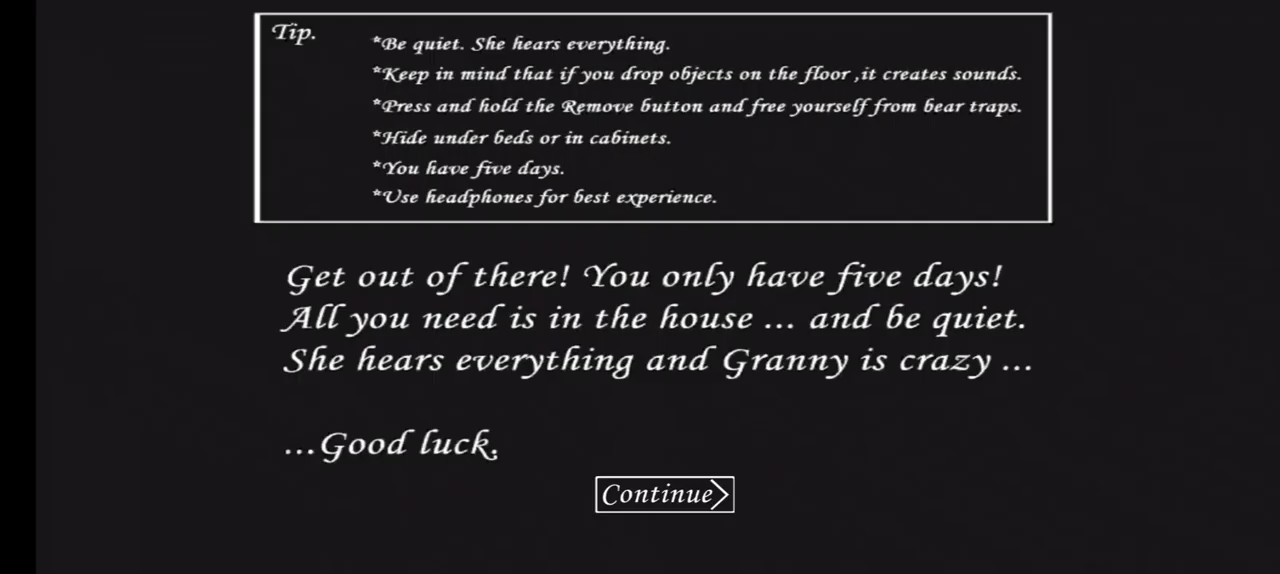 Tip.
*Be quiet. She hears everything.
*Keep in mind that if you drop objects on the floor ,it creates sounds.
*Press and hold the Remove button and free yourself from bear traps.
*Hide under beds or in cabinets.
*You have five days.
*Use headphones for best experience.
Get out of there! You only have five days!
All you need is in the house ... and be quiet.
She hears everything and Granny is crazy ...
...Good luck.
Continue>